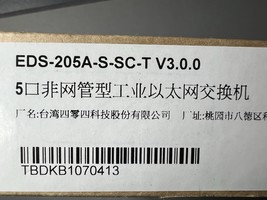 EDS-205A-S-SC-T V3.0.0
5口非网管型工业以太网交换机
厂名:台湾四零四科技股份有限公司 厂址:桃园市八德区和
TBDKB1070413